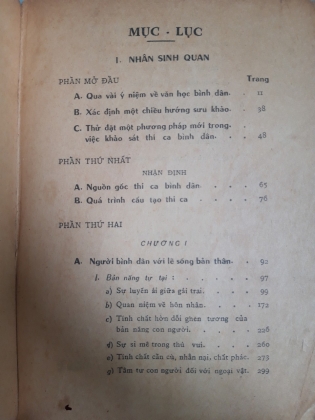 MỤC - LỤC
I. NHÂN SINH QUAN
PHẦN MỞ ĐẦU Trang
A. Qua vài ý niệm về văn học bình dân. 11
B. Xác định một chiều hướng sưu khảo. 38
C. Thử đặt một phương pháp mới trong
việc khảo sát thi ca bình dân. . . 48
PHẦN THỨ NHẤT
NHẬN ĐỊNH
A. Nguồn gốc thi ca bình dân. . . . 65
B. Quá trình cấu tạo thi ca. . . . 76
PHẦN THỨ HAI
CHƯƠNG I
A. Người bình dân với lẽ sống bản thân. . 92
1. Bản năng tự tại : . . . . 97
a) Sự luyến ái giữa gái trai. . . . 99
b) Quan niệm về hôn nhân. . . . 172
c) Tính chất hờn dỗi ghen tương của
bản năng con người. . . . . 228
d) Sự si mê trong thú vui. . . . 260
e) Tính chất cần cù, nhẫn nại, chất phác. 273
g) Tâm tư con người đối với ngoại vật. 299